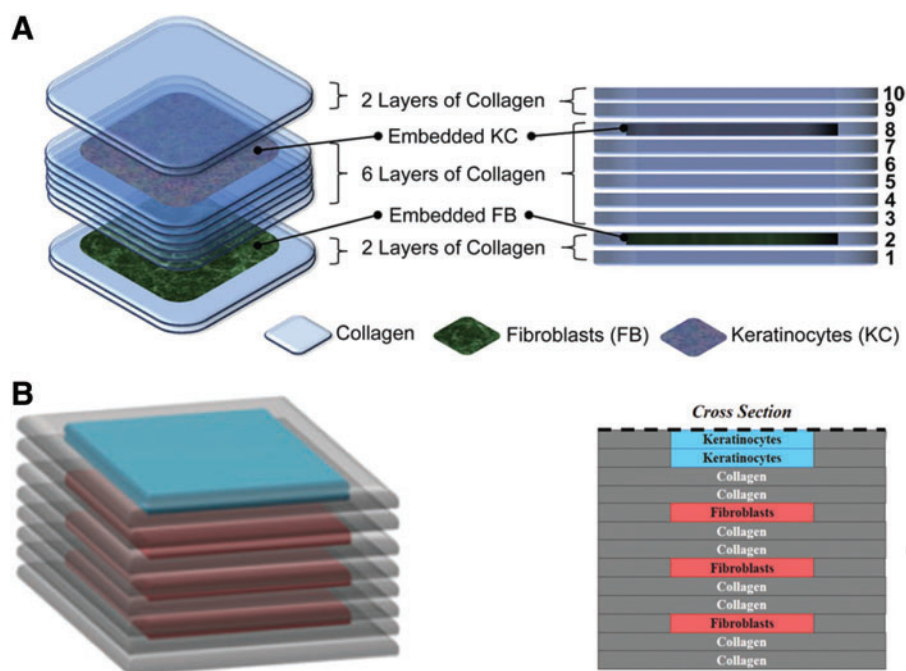 A
2 Layers of Collagen
Embedded KC
6 Layers of Collagen
Embedded FB
2 Layers of Collagen
10
9
8
7
6
5
4
3
2
1
Collagen
Fibroblasts (FB)
Keratinocytes (KC)
B
Cross Section
Keratinocytes
Keratinocytes
Collagen
Collagen
Fibroblasts
Collagen
Collagen
Fibroblasts
Collagen
Collagen
Fibroblasts
Collagen
Collagen